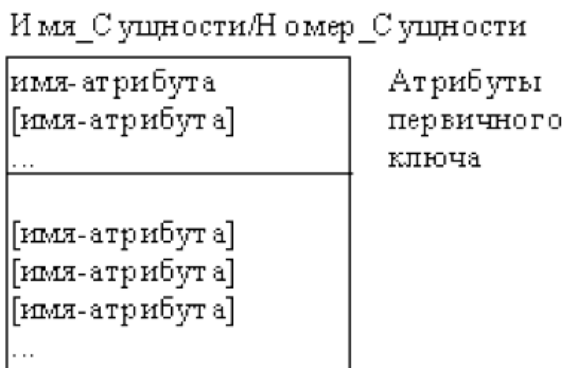 Имя_Сущности/Номер_Сущности
имя-атрибута
[имя-атрибута]
...
Атрибуты
первичного
ключа
[имя-атрибута]
[имя-атрибута]
[имя-атрибута]
...